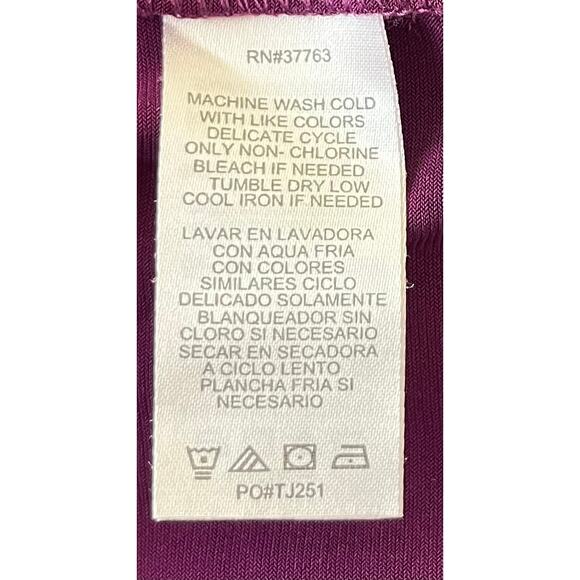 RN#37763
MACHINE WASH COLD
WITH LIKE COLORS
DELICATE CYCLE
ONLY NON- CHLORINE
BLEACH IF NEEDED
TUMBLE DRY LOW
COOL IRON IF NEEDED
LAVAR EN LAVADORA
CON AQUA FRIA
CON COLORES
SIMILARES CICLO
DELICADO SOLAMENTE
BLANQUEADOR SIN
CLORO SI NECESARIO
SECAR EN SECADORA
A CICLO LENTO
PLANCHA FRIA SI
NECESARIO
PO#TJ251